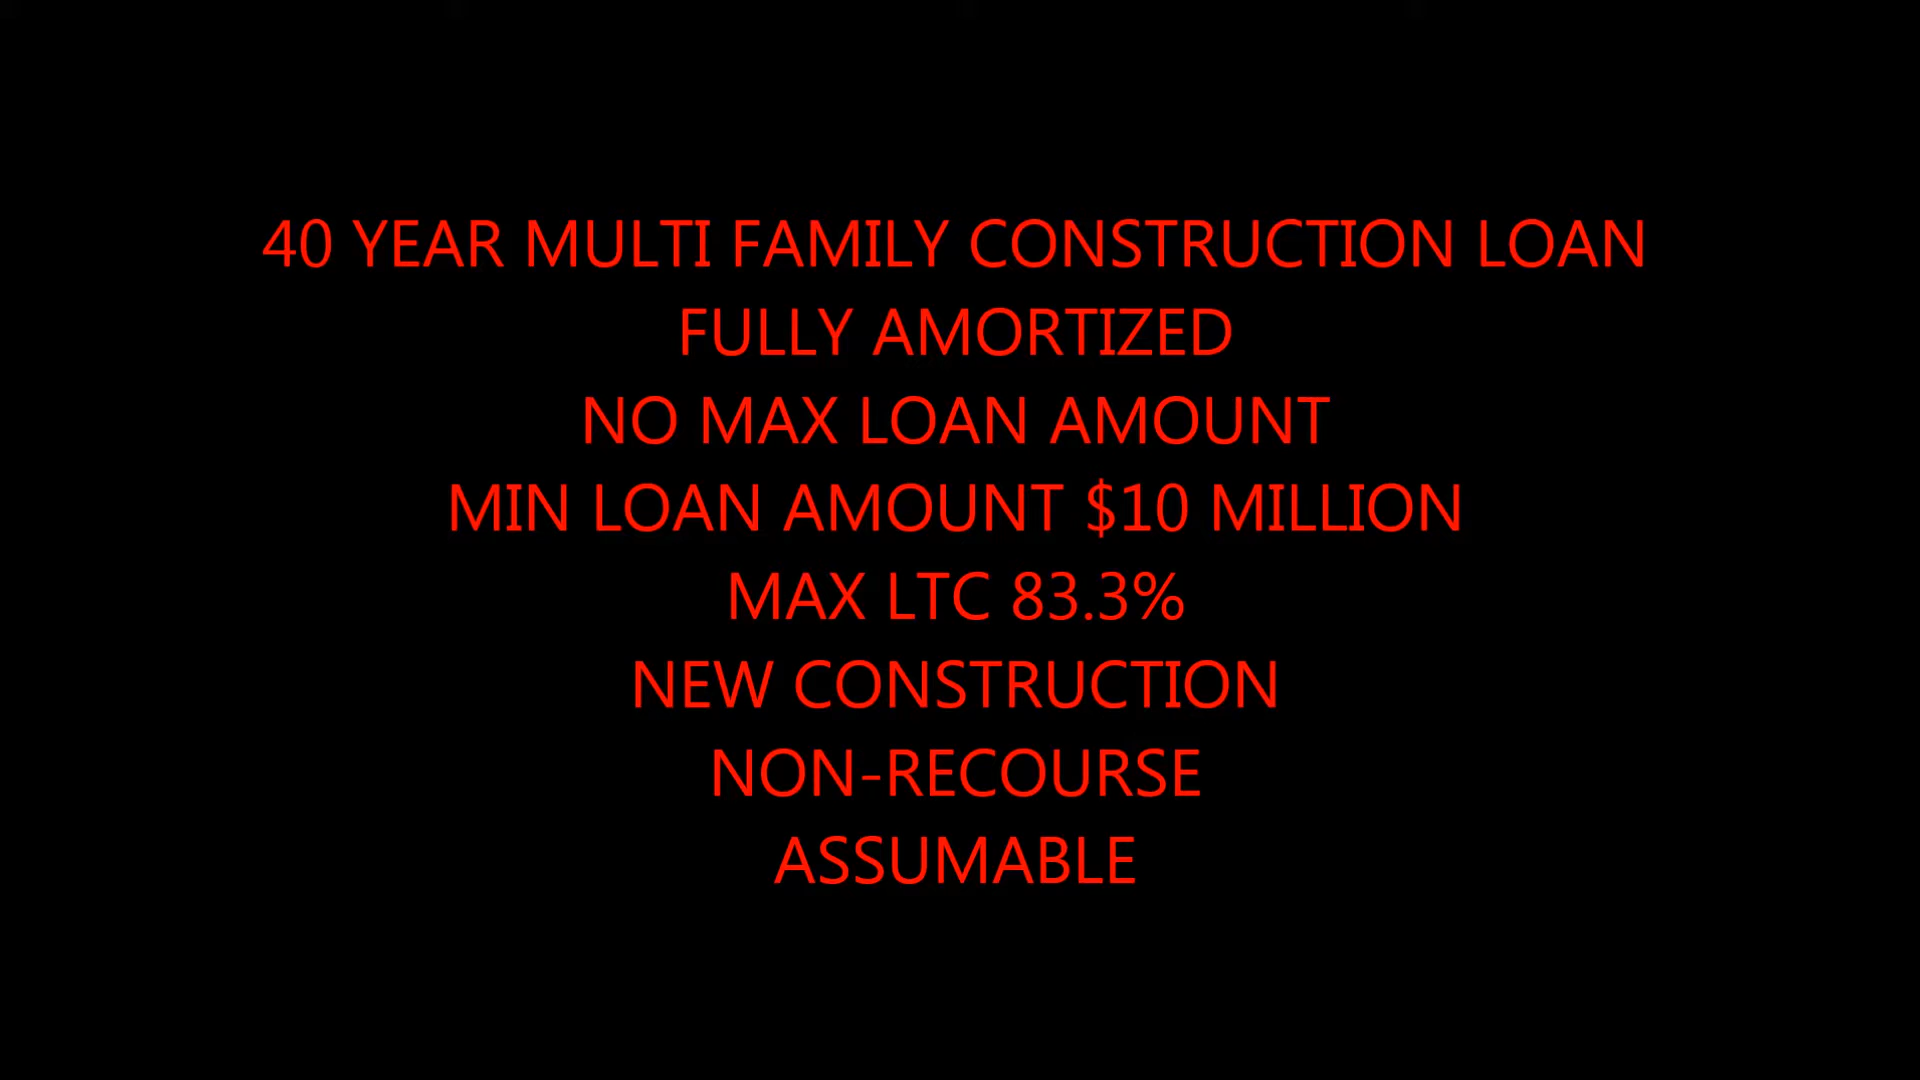 40 YEAR MULTI FAMILY CONSTRUCTION LOAN
FULLY AMORTIZED
NO MAX LOAN AMOUNT
MIN LOAN AMOUNT $10 MILLION
MAX LTC 83.3%
NEW CONSTRUCTION
NON-RECOURSE
ASSUMABLE